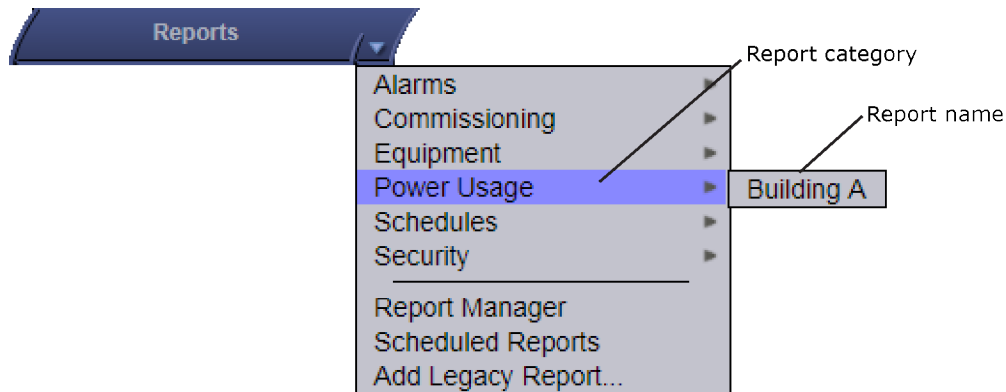 Reports
Report category
Alarms
Report name
Commissioning
Equipment
Power Usage
Building A
Schedules
Security
Report Manager
Scheduled Reports
Add Legacy Report...